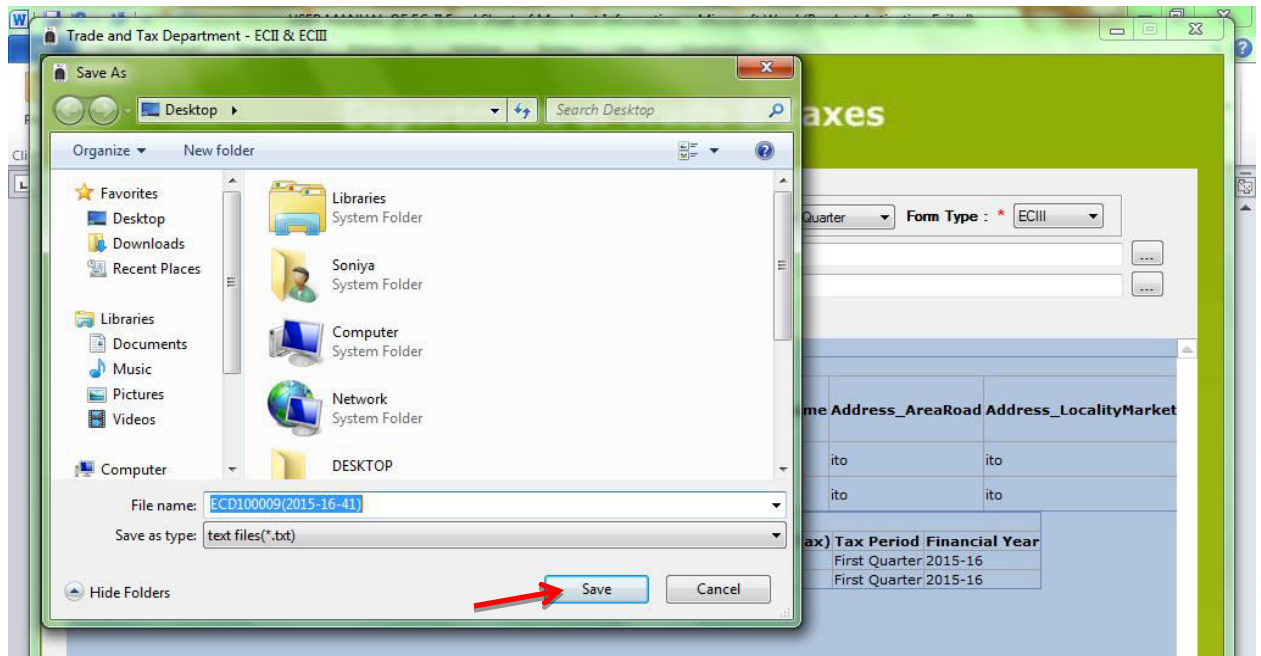 Trade and Tax Department - ECII & ECIII
Save As
Desktop
Search Desktop
axes
Organize
New folder
Favorites
Desktop
Downloads
Recent Places
Libraries
Documents
Music
Pictures
Videos
Computer
Libraries
System Folder
Soniya
System Folder
Computer
System Folder
Network
System Folder
DESKTOP
File name: ECD100009(2015-16-41)
Save as type: text files(*.txt)
Hide Folders
Save
Cancel
Quarter
Form Type : * ECIII
...
...
me Address_AreaRoad Address_LocalityMarket
ito ito
ito ito
ax) Tax Period Financial Year
First Quarter 2015-16
First Quarter 2015-16